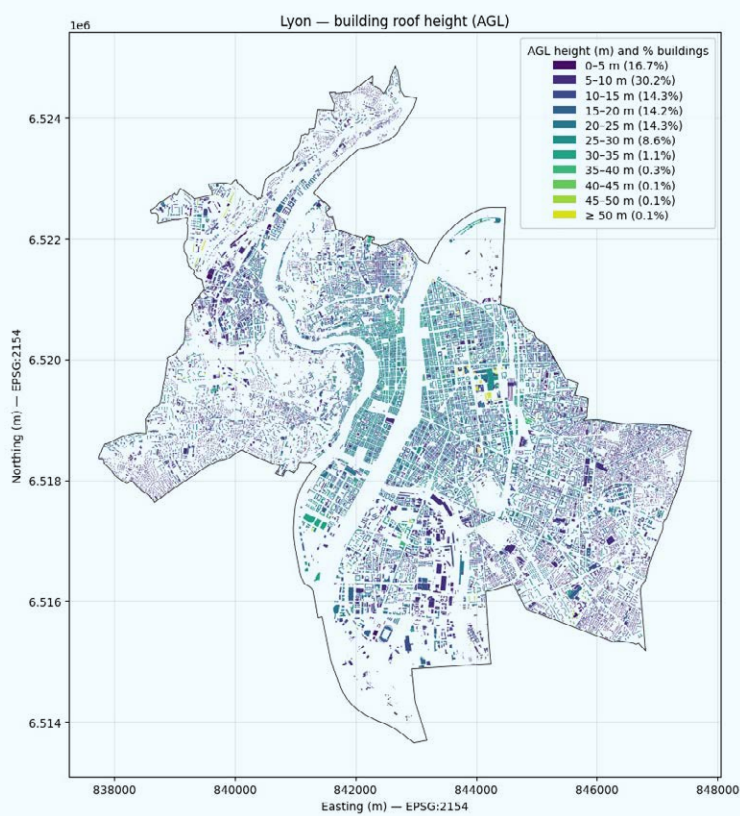 Lyon — building roof height (AGL)
1e6
AGL height (m) and % buildings
0–5 m (16.7%)
5–10 m (30.2%)
10–15 m (14.3%)
15–20 m (14.2%)
20–25 m (14.3%)
25–30 m (8.6%)
30–35 m (1.1%)
35–40 m (0.3%)
40–45 m (0.1%)
45–50 m (0.1%)
≥ 50 m (0.1%)
6.524
6.522
6.520
6.518
6.516
6.514
Northing (m) — EPSG:2154
838000 840000 842000 844000 846000 848000
Easting (m) — EPSG:2154